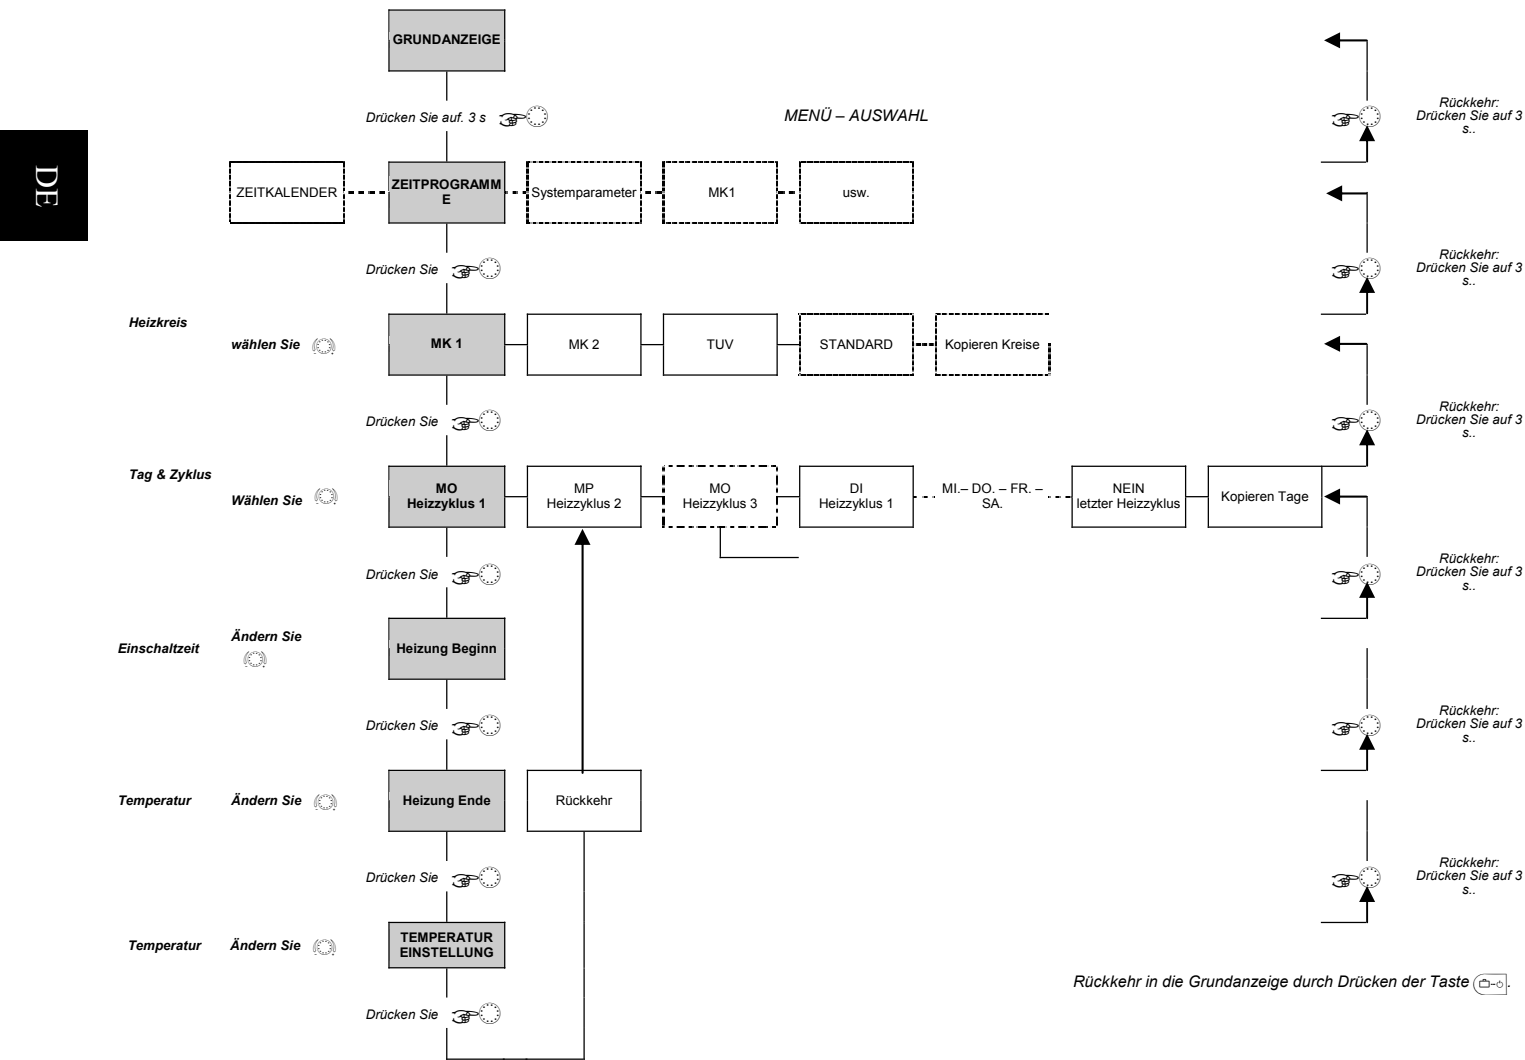 GRUNDANZEIGE
Drücken Sie auf. 3 s
MENÜ – AUSWAHL
Rückkehr:
Drücken Sie auf 3
s..
DE
ZEITKALENDER
ZEITPROGRAMM
E
Systemparameter
MK1
usw.
Drücken Sie
Rückkehr:
Drücken Sie auf 3
s..
Heizkreis
wählen Sie
MK 1
MK 2
TUV
STANDARD
Kopieren Kreise
Drücken Sie
Rückkehr:
Drücken Sie auf 3
s..
Tag & Zyklus
Wählen Sie
MO
Heizzyklus 1
MP
Heizzyklus 2
MO
Heizzyklus 3
DI
Heizzyklus 1
MI.– DO. – FR. –
SA.
NEIN
letzter Heizzyklus
Kopieren Tage
Drücken Sie
Rückkehr:
Drücken Sie auf 3
s..
Einschaltzeit
Ändern Sie
Heizung Beginn
Drücken Sie
Rückkehr:
Drücken Sie auf 3
s..
Temperatur
Ändern Sie
Heizung Ende
Rückkehr
Drücken Sie
Rückkehr:
Drücken Sie auf 3
s..
Temperatur
Ändern Sie
TEMPERATUR
EINSTELLUNG
Rückkehr in die Grundanzeige durch Drücken der Taste .
Drücken Sie